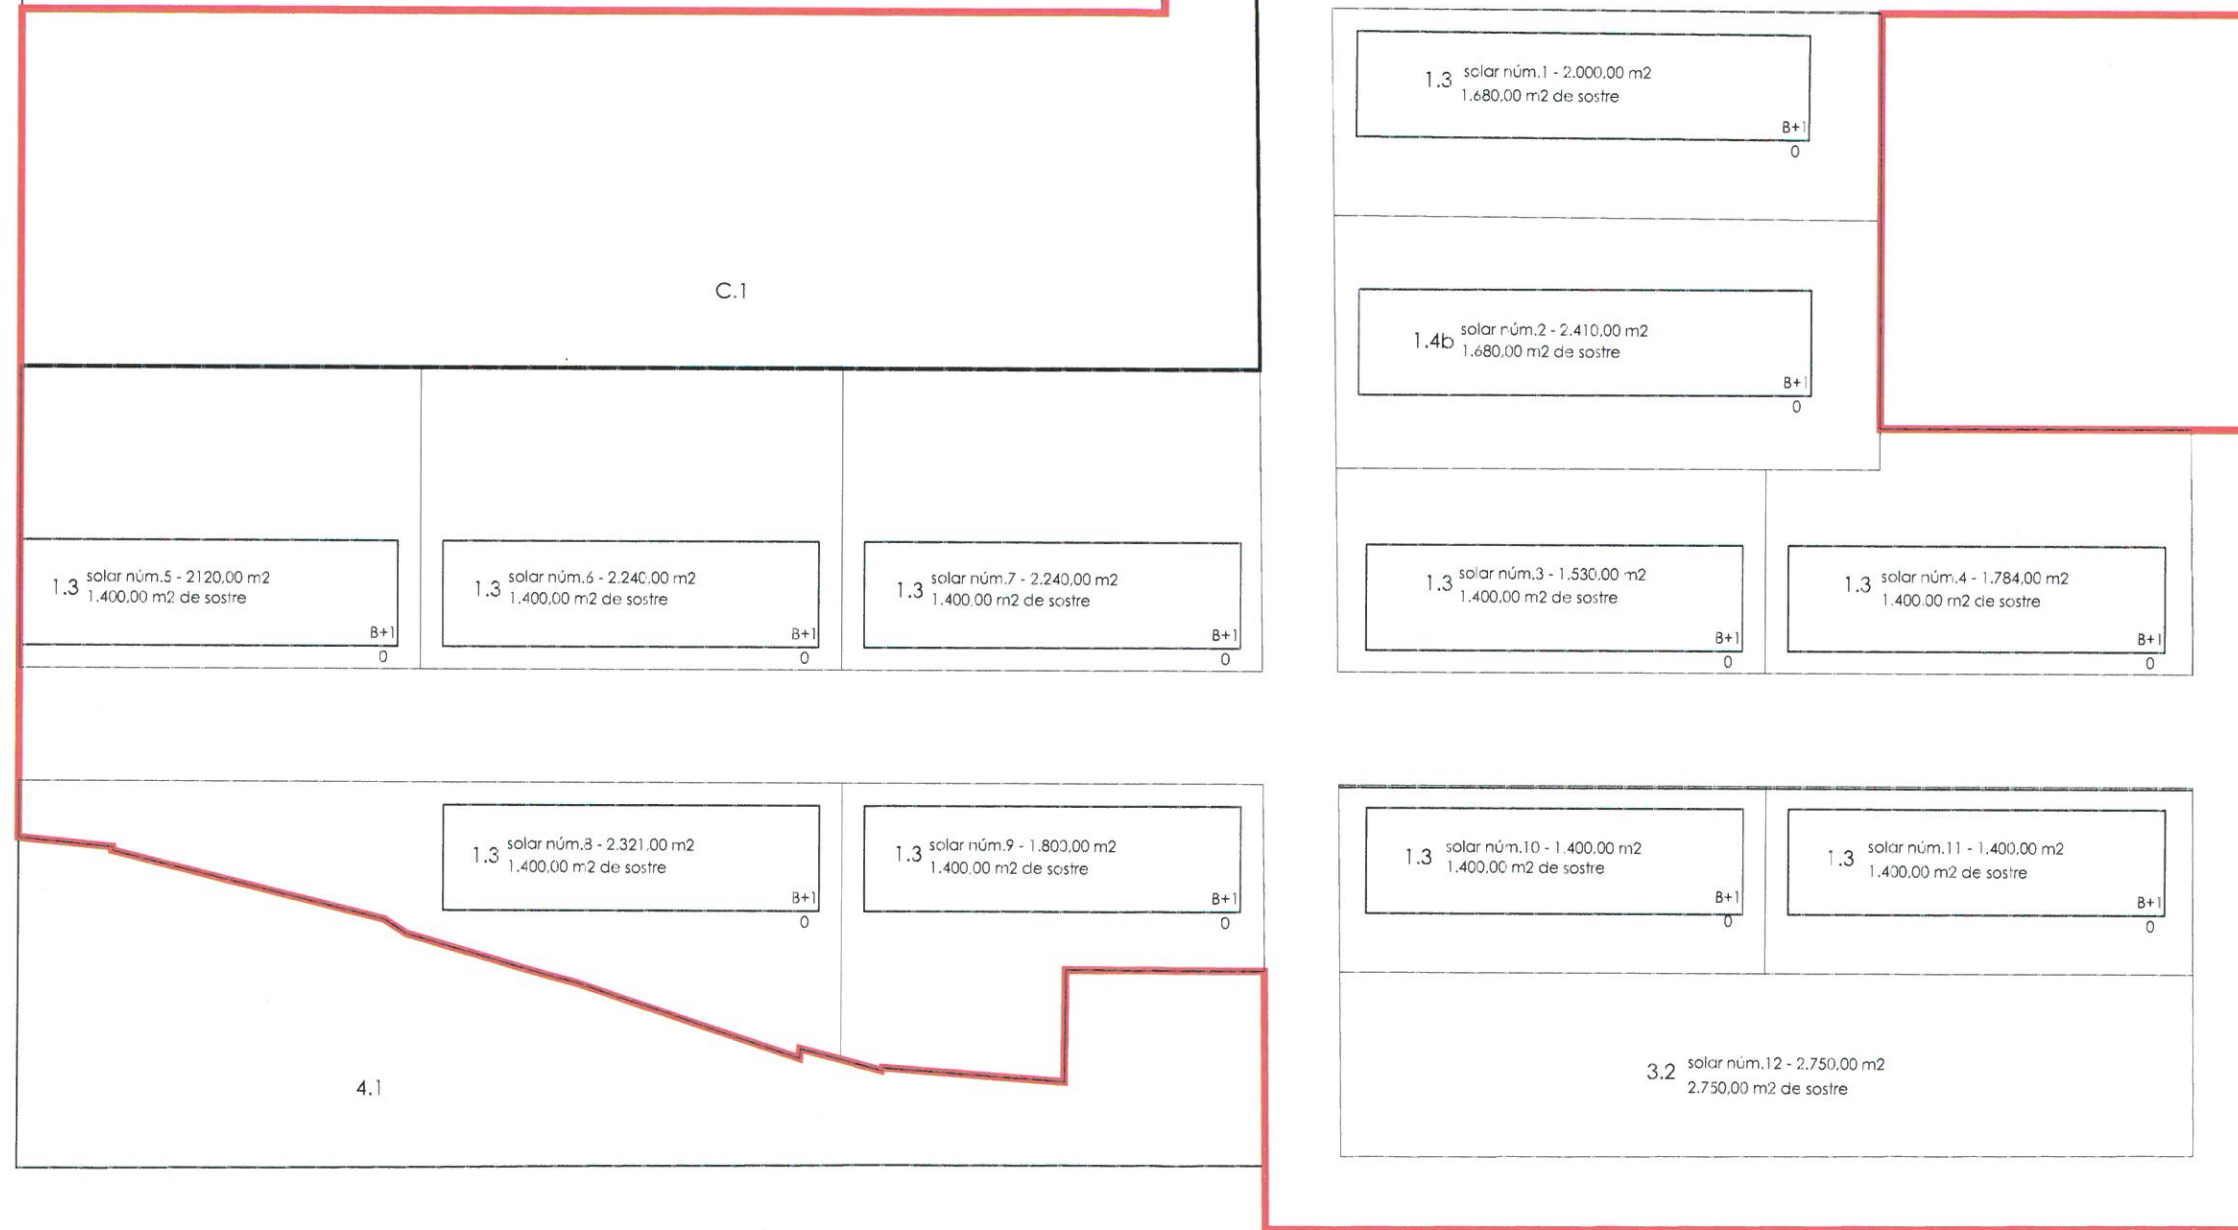 1.3 solar núm.1 - 2.000,00 m2
1.680,00 m2 de sostre
B+1
0
C.1
1.4b solar núm.2 - 2.410,00 m2
1.680,00 m2 de sostre
B+1
0
1.3 solar núm.5 - 2120,00 m2
1.400,00 m2 de sostre
B+1
0
1.3 solar núm.6 - 2.240,00 m2
1.400,00 m2 de sostre
B+1
0
1.3 solar núm.7 - 2.240,00 m2
1.400,00 m2 de sostre
B+1
0
1.3 solar núm.3 - 1.530,00 m2
1.400,00 m2 de sostre
B+1
0
1.3 solar núm.4 - 1.784,00 m2
1.400,00 m2 de sostre
B+1
0
1.3 solar núm.8 - 2.321,00 m2
1.400,00 m2 de sostre
B+1
0
1.3 solar núm.9 - 1.800,00 m2
1.400,00 m2 de sostre
B+1
0
1.3 solar núm.10 - 1.400,00 m2
1.400,00 m2 de sostre
B+1
0
1.3 solar núm.11 - 1.400,00 m2
1.400,00 m2 de sostre
B+1
0
4.1
3.2 solar núm.12 - 2.750,00 m2
2.750,00 m2 de sostre